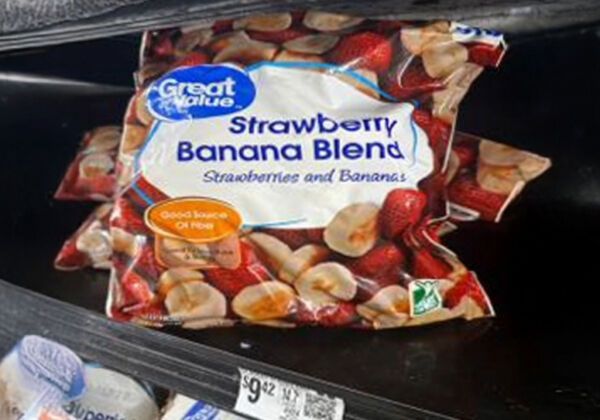 Great
Value
Strawberry
Banana Blend
Strawberries and Bananas
Good Source
Of Fiber
$9.42